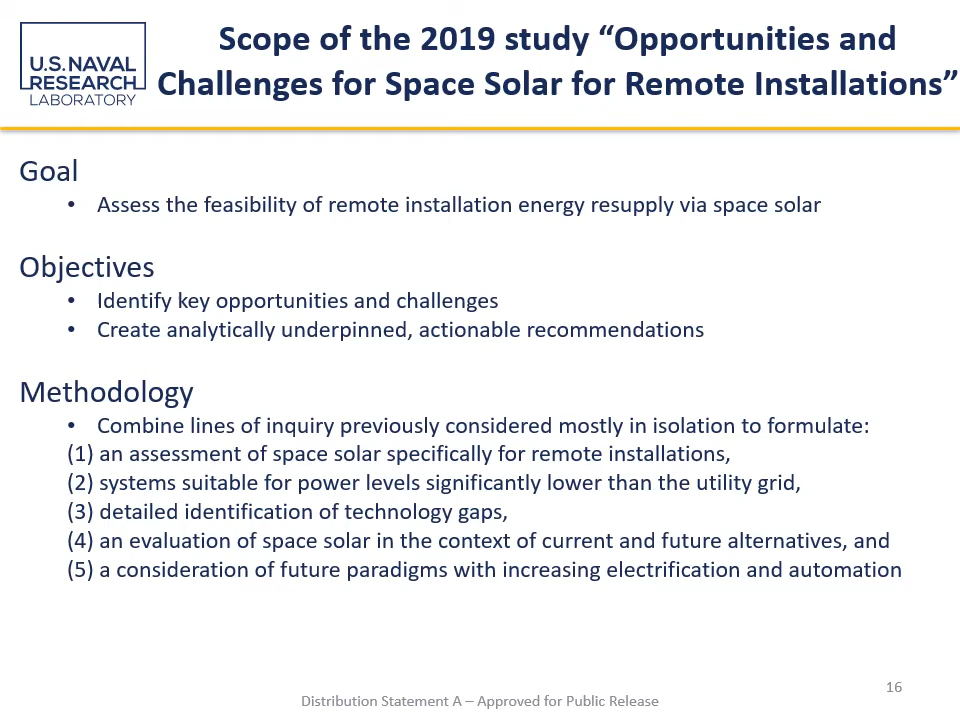 U.S. NAVAL
RESEARCH
LABORATORY
Scope of the 2019 study “Opportunities and
Challenges for Space Solar for Remote Installations”
Goal
• Assess the feasibility of remote installation energy resupply via space solar
Objectives
• Identify key opportunities and challenges
• Create analytically underpinned, actionable recommendations
Methodology
• Combine lines of inquiry previously considered mostly in isolation to formulate:
(1) an assessment of space solar specifically for remote installations,
(2) systems suitable for power levels significantly lower than the utility grid,
(3) detailed identification of technology gaps,
(4) an evaluation of space solar in the context of current and future alternatives, and
(5) a consideration of future paradigms with increasing electrification and automation
16
Distribution Statement A – Approved for Public Release